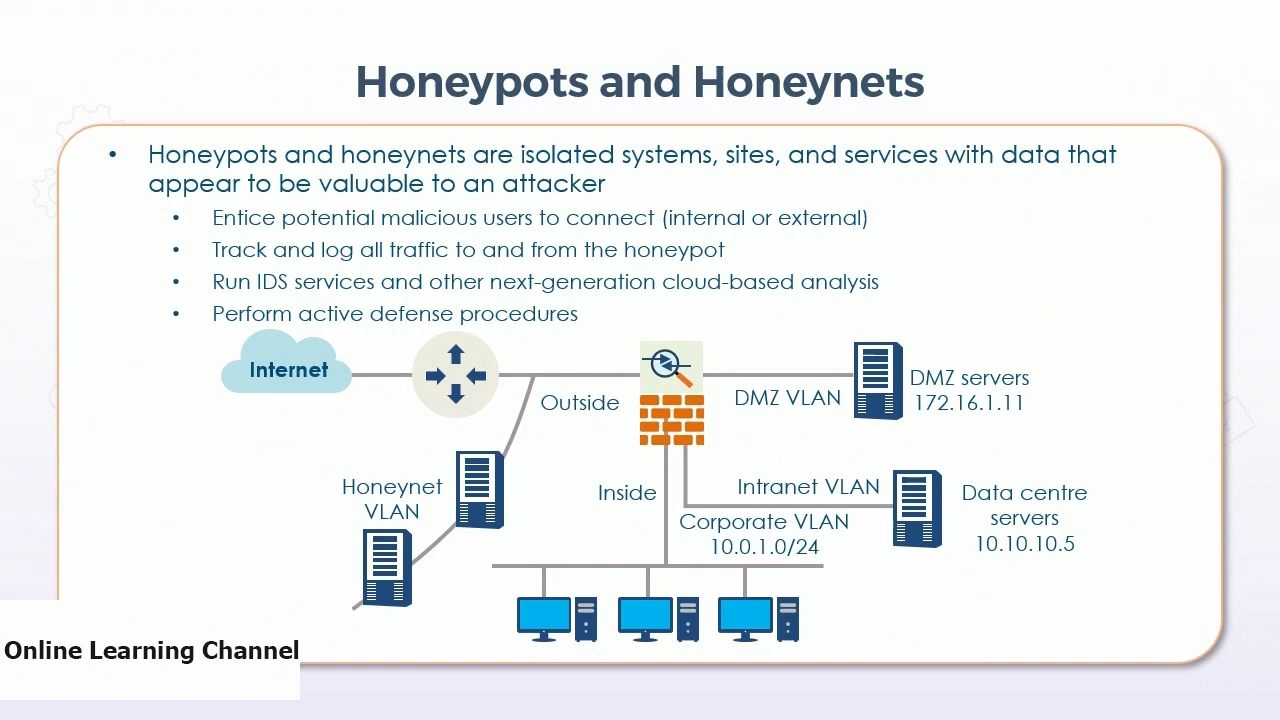 Honeypots and Honeynets
• Honeypots and honeynets are isolated systems, sites, and services with data that
appear to be valuable to an attacker
• Entice potential malicious users to connect (internal or external)
• Track and log all traffic to and from the honeypot
• Run IDS services and other next-generation cloud-based analysis
• Perform active defense procedures
Internet
Outside
DMZ VLAN
DMZ servers
172.16.1.11
Honeynet
VLAN
Inside
Intranet VLAN
Data centre
servers
10.10.10.5
Corporate VLAN
10.0.1.0/24
Online Learning Channel